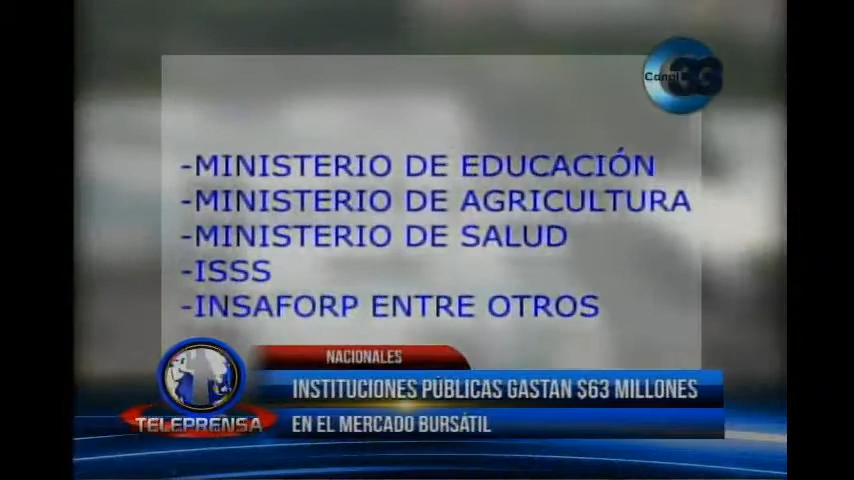 Canal 33
-MINISTERIO DE EDUCACIÓN
-MINISTERIO DE AGRICULTURA
-MINISTERIO DE SALUD
-ISSS
-INSAFORP ENTRE OTROS
NACIONALES
INSTITUCIONES PÚBLICAS GASTAN $63 MILLONES
TELEPRENSA
EN EL MERCADO BURSÁTIL